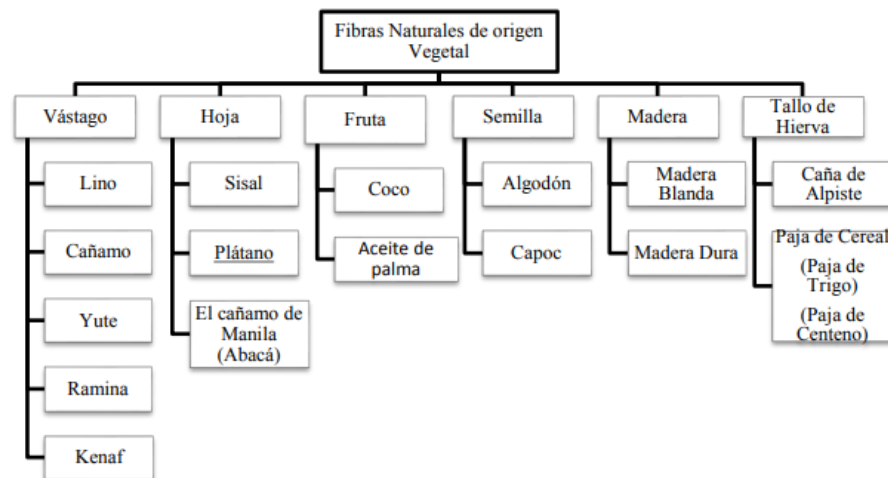 Fibras Naturales de origen
Vegetal
Vástago
Hoja
Fruta
Semilla
Madera
Tallo de
Hierva
Lino
Cañamo
Yute
Ramina
Kenaf
Sisal
Plátano
El cañamo de
Manila
(Abacá)
Coco
Aceite de
palma
Algodón
Capoc
Madera
Blanda
Madera Dura
Caña de
Alpiste
Paja de Cereal
(Paja de
Trigo)
(Paja de
Centeno)